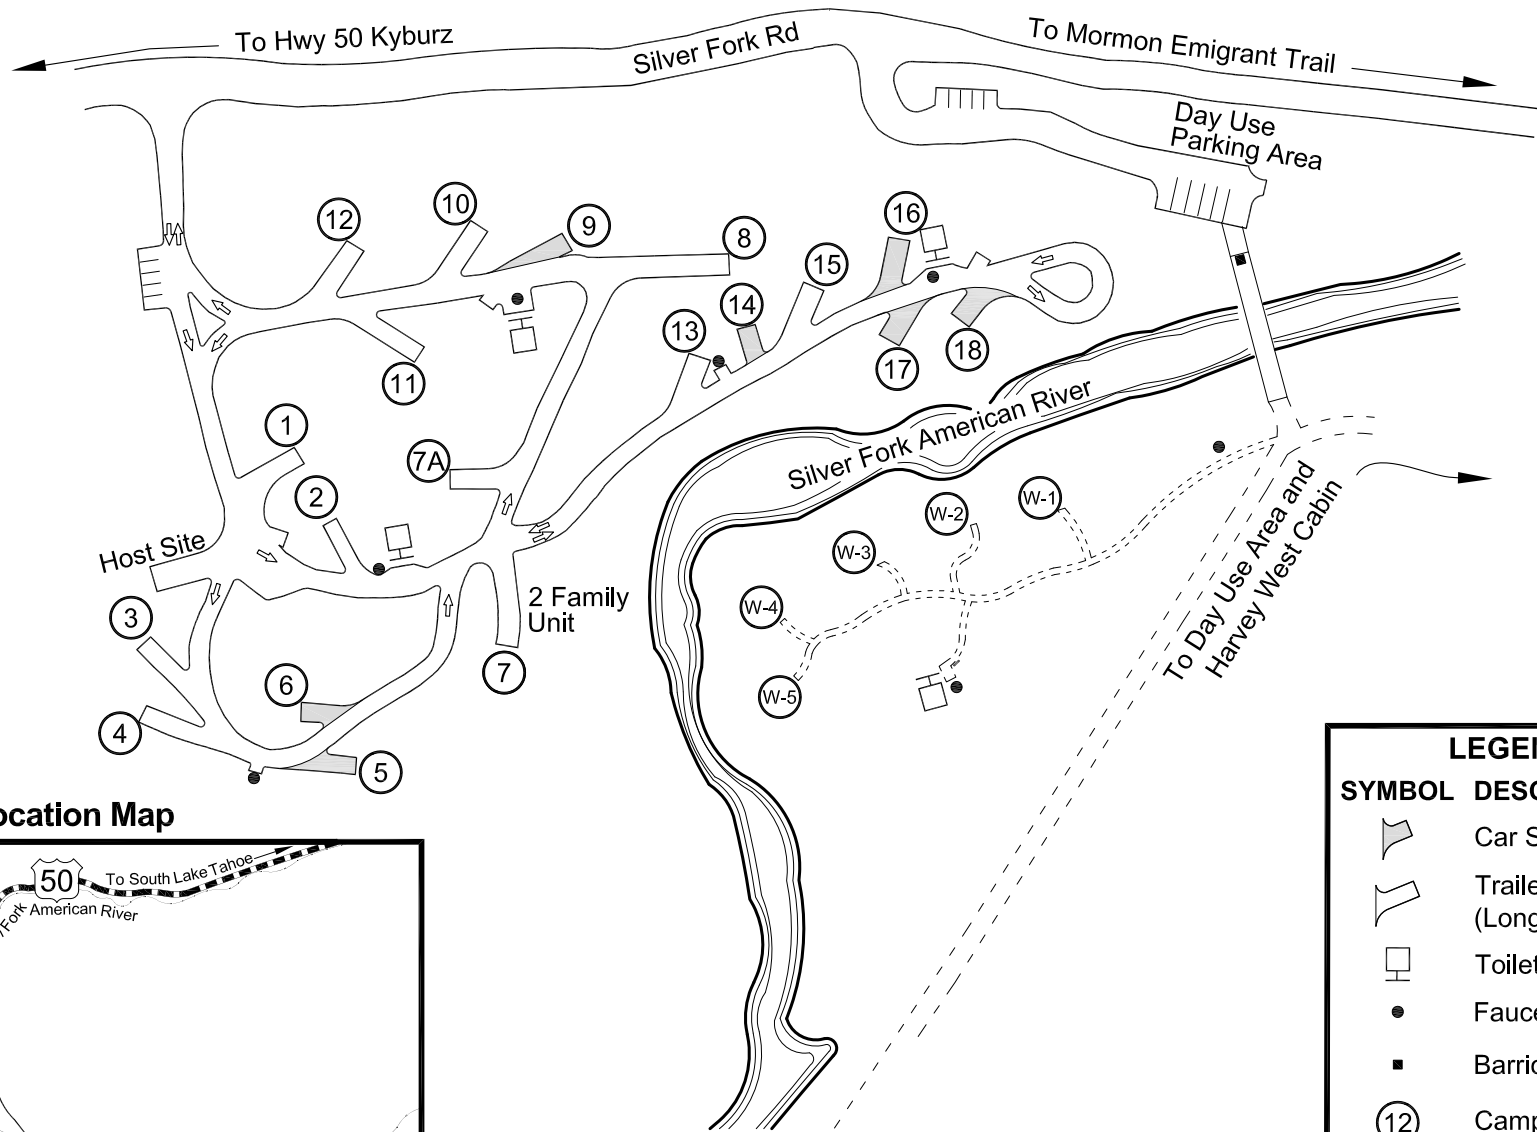 To Hwy 50 Kyburz
Silver Fork Rd
To Mormon Emigrant Trail
Day Use
Parking Area
12
10
9
8
16
15
14
13
11
17
18
1
2
7A
Silver Fork American River
Host Site
3
4
6
5
2 Family
Unit
7
W-1
W-2
W-3
W-4
W-5
To Day Use Area and
Harvey West Cabin
ocation Map
50
To South Lake Tahoe
Fork
American River
LEGEN
SYMBOL DESC
Car S
Traile
(Long
Toilet
Fauce
Barric
12
Camp